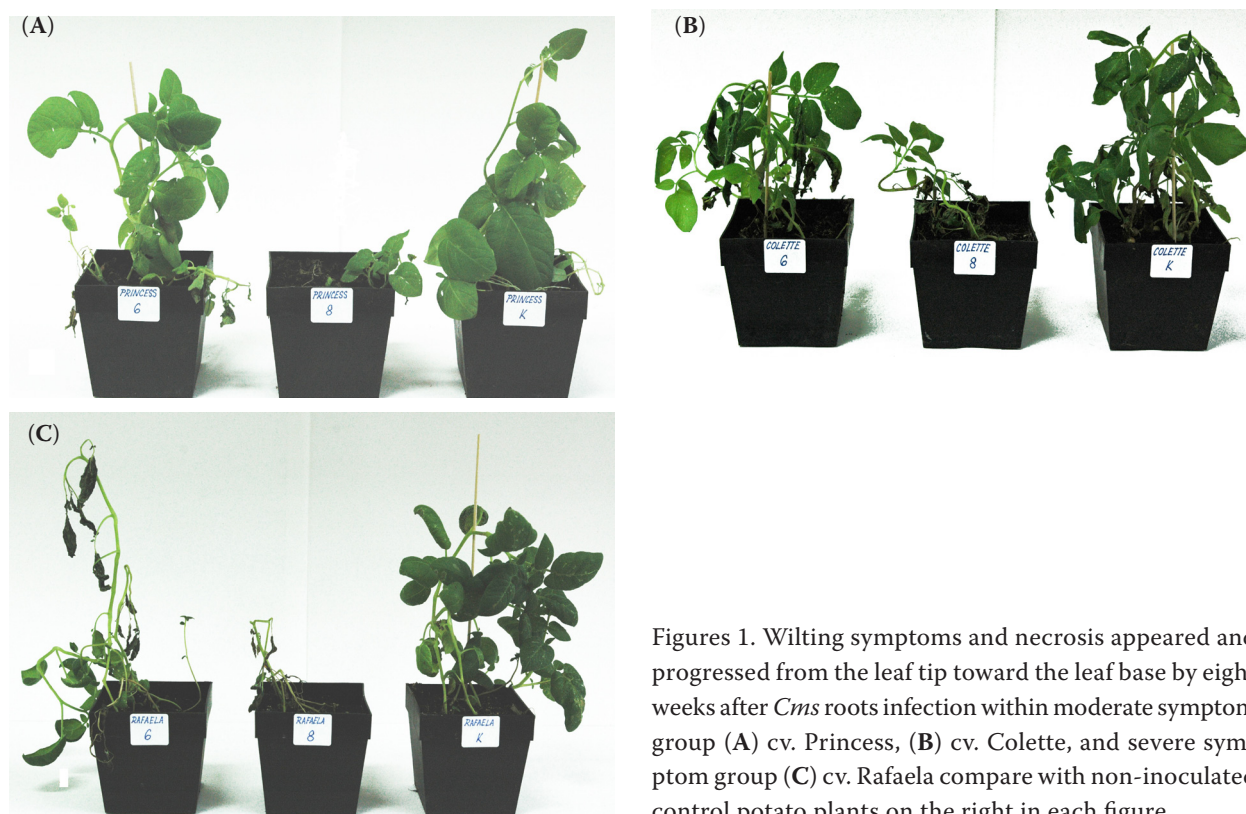 (A)
PRINCESS
6
PRINCESS
8
PRINCESS
K
(B)
COLETTE
6
COLETTE
8
COLETTE
K
(C)
RAFAELA
6
RAFAELA
8
RAFAELA
K
Figures 1. Wilting symptoms and necrosis appeared and
progressed from the leaf tip toward the leaf base by eigh
weeks after Cms roots infection within moderate symptom
group (A) cv. Princess, (B) cv. Colette, and severe sym-
ptom group (C) cv. Rafaela compare with non-inoculated
control potato plants on the right in each figure